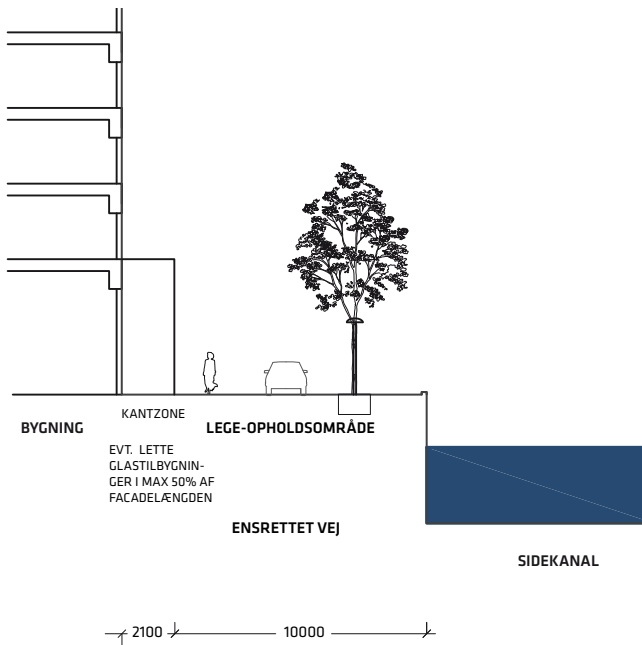 KANTZONE
BYGNING
LEGE-OPHOLDSOMRÅDE
EVT. LETTE
GLASTILBYGNIN-
GER I MAX 50% AF
FACADELÆNGDEN
ENSRETTET VEJ
SIDEKANAL
2100
10000